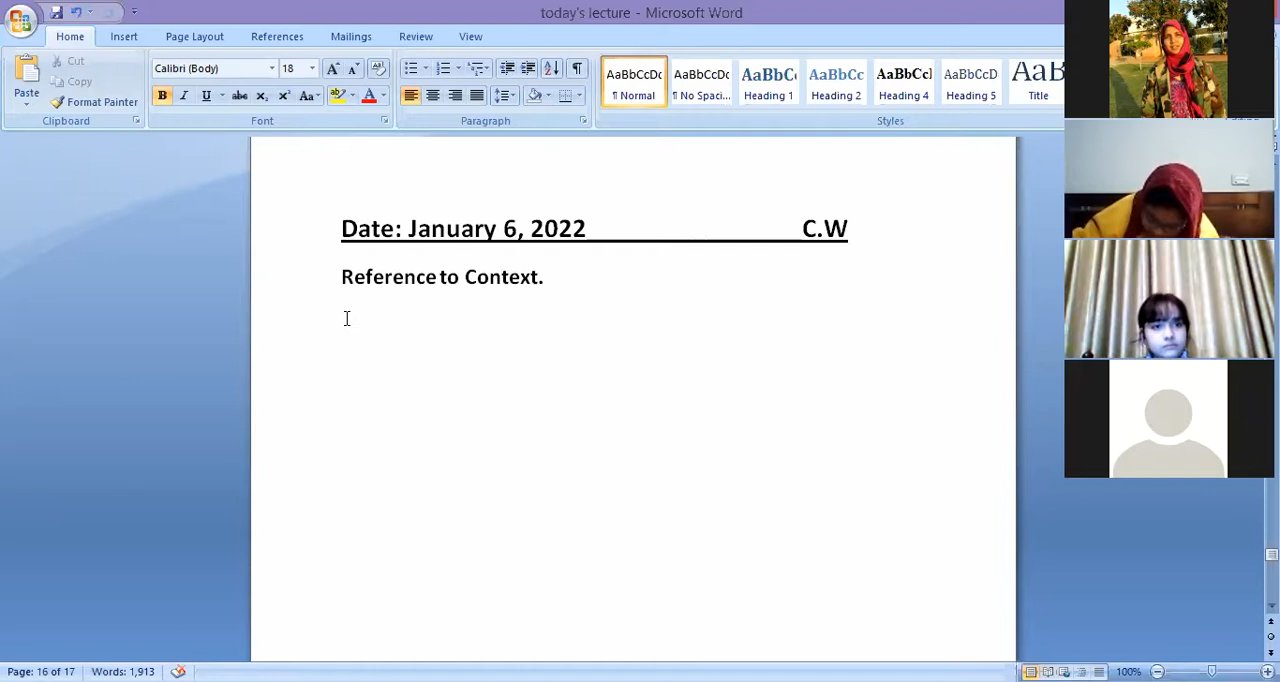 today's lecture - Microsoft Word
Home Insert Page Layout References Mailings Review View
Paste
Cut
Copy
Format Painter
Clipboard
Calibri (Body) 18
Font
Paragraph
AaBbCcDc AaBbCcDc AaBbC AaBbCc AaBbCcI AaBbCcD AaB
¶ Normal ¶ No Spaci... Heading 1 Heading 2 Heading 4 Heading 5 Title
Styles
Date: January 6, 2022 C.W
Reference to Context.
Page: 16 of 17 Words: 1,913 100%